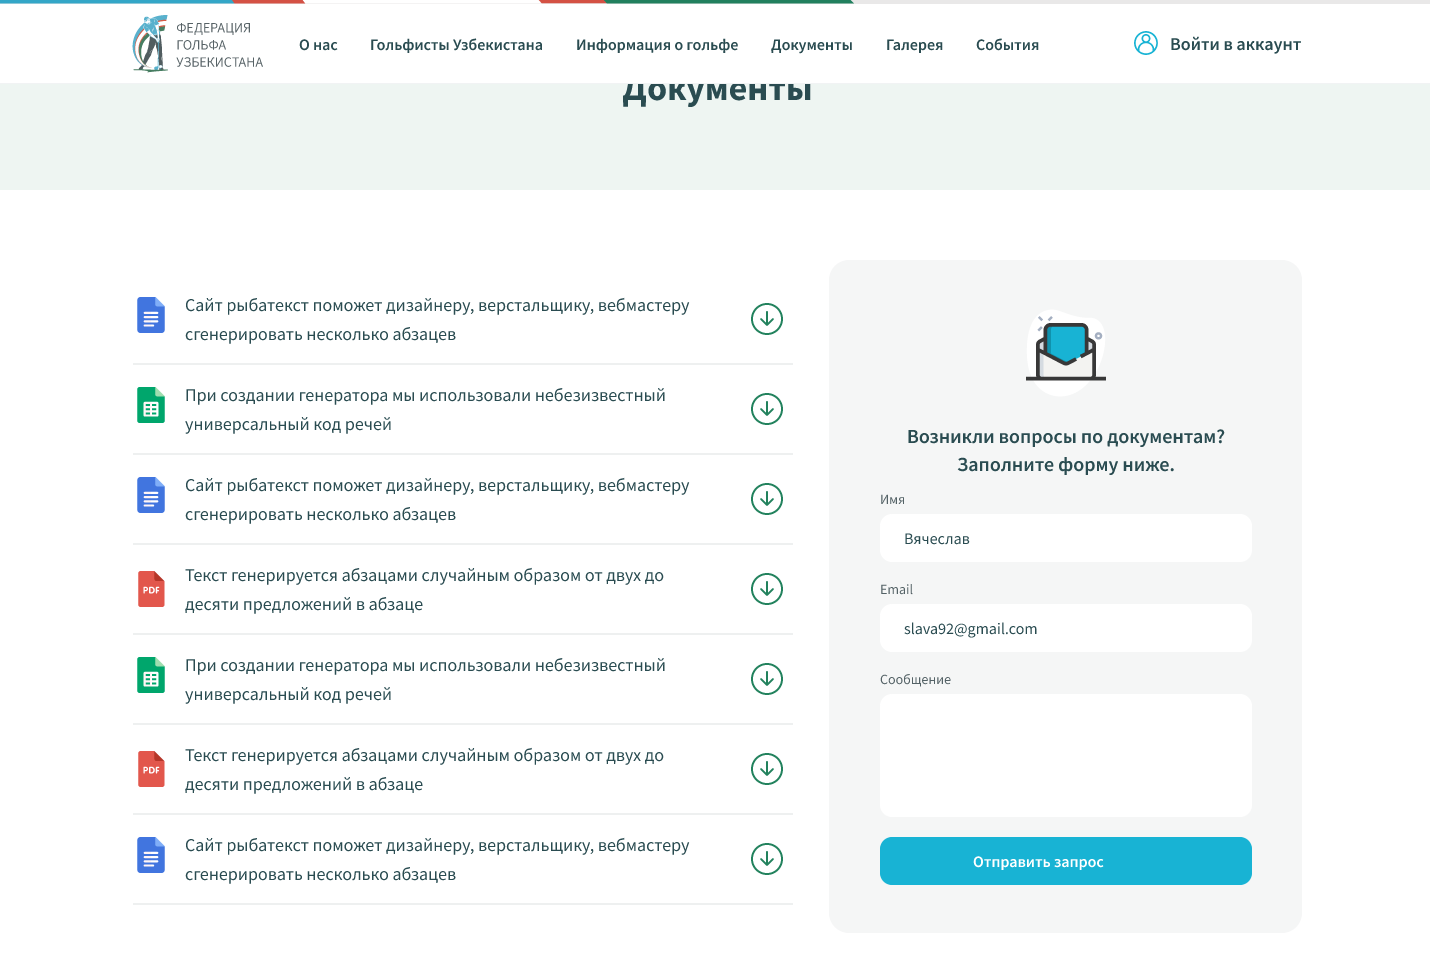 ФЕДЕРАЦИЯ
ГОЛЬФА
УЗБЕКИСТАНА
О нас
Гольфисты Узбекистана
Информация о гольфе
Документы
Галерея
События
Войти в аккаунт
Документы
Сайт рыбатекст поможет дизайнеру, верстальщику, вебмастеру
сгенерировать несколько абзацев
При создании генератора мы использовали небезизвестный
универсальный код речей
Сайт рыбатекст поможет дизайнеру, верстальщику, вебмастеру
сгенерировать несколько абзацев
PDF
Текст генерируется абзацами случайным образом от двух до
десяти предложений в абзаце
При создании генератора мы использовали небезизвестный
универсальный код речей
PDF
Текст генерируется абзацами случайным образом от двух до
десяти предложений в абзаце
Сайт рыбатекст поможет дизайнеру, верстальщику, вебмастеру
сгенерировать несколько абзацев
Возникли вопросы по документам?
Заполните форму ниже.
Имя
Вячеслав
Email
slava92@gmail.com
Сообщение
Отправить запрос